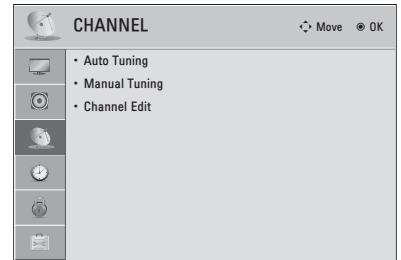 CHANNEL
Move OK
• Auto Tuning
• Manual Tuning
• Channel Edit